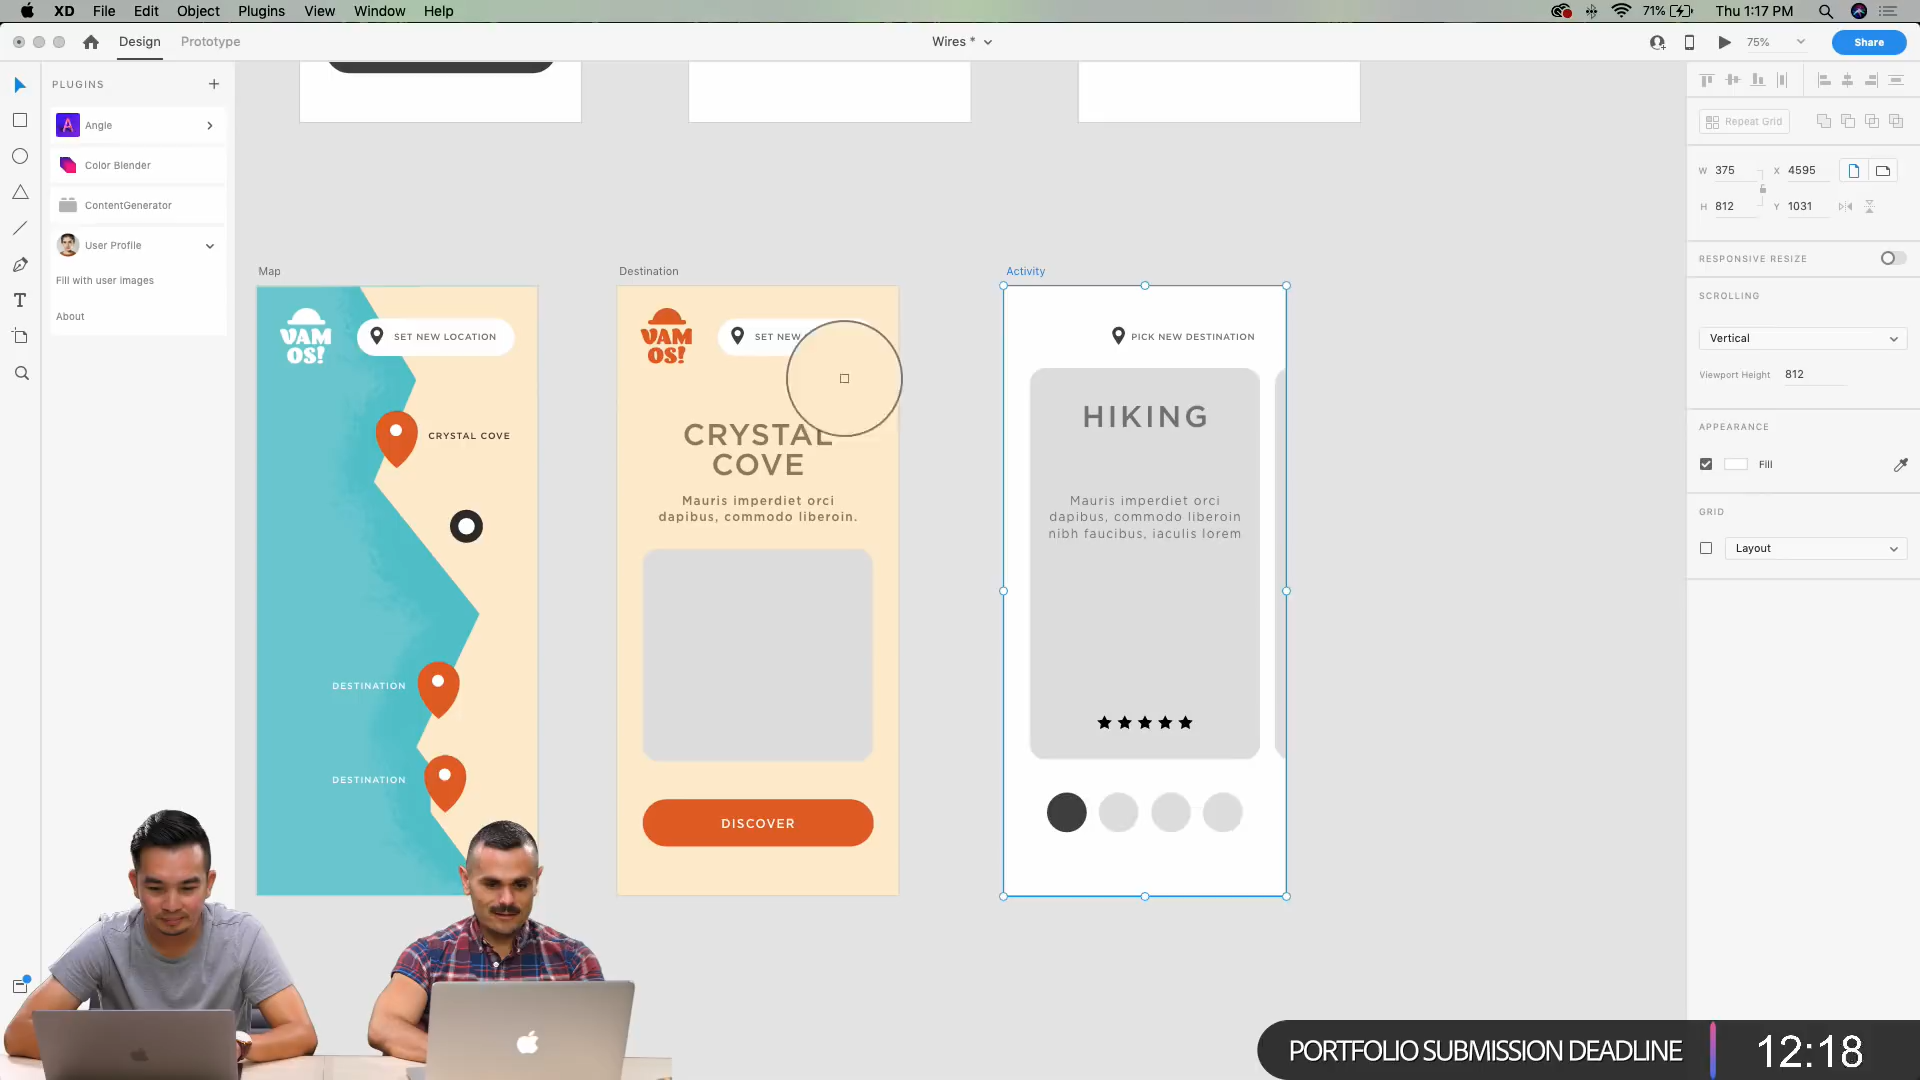 XD File Edit Object Plugins View Window Help
71% Thu 1:17 PM
Design Prototype
Wires *
75%
Share
PLUGINS
Angle
Color Blender
ContentGenerator
User Profile
Fill with user images
About
Map
VAM
OS!
SET NEW LOCATION
CRYSTAL COVE
DESTINATION
DESTINATION
Destination
VAM
OS!
SET NEW
CRYSTAL
COVE
Mauris imperdiet orci
dapibus, commodo liberoin.
DISCOVER
Activity
PICK NEW DESTINATION
HIKING
Mauris imperdiet orci
dapibus, commodo liberoin
nibh faucibus, iaculis lorem
Repeat Grid
W 375 X 4595
H 812 Y 1031
RESPONSIVE RESIZE
SCROLLING
Vertical
Viewport Height 812
APPEARANCE
Fill
GRID
Layout
PORTFOLIO SUBMISSION DEADLINE 12:18